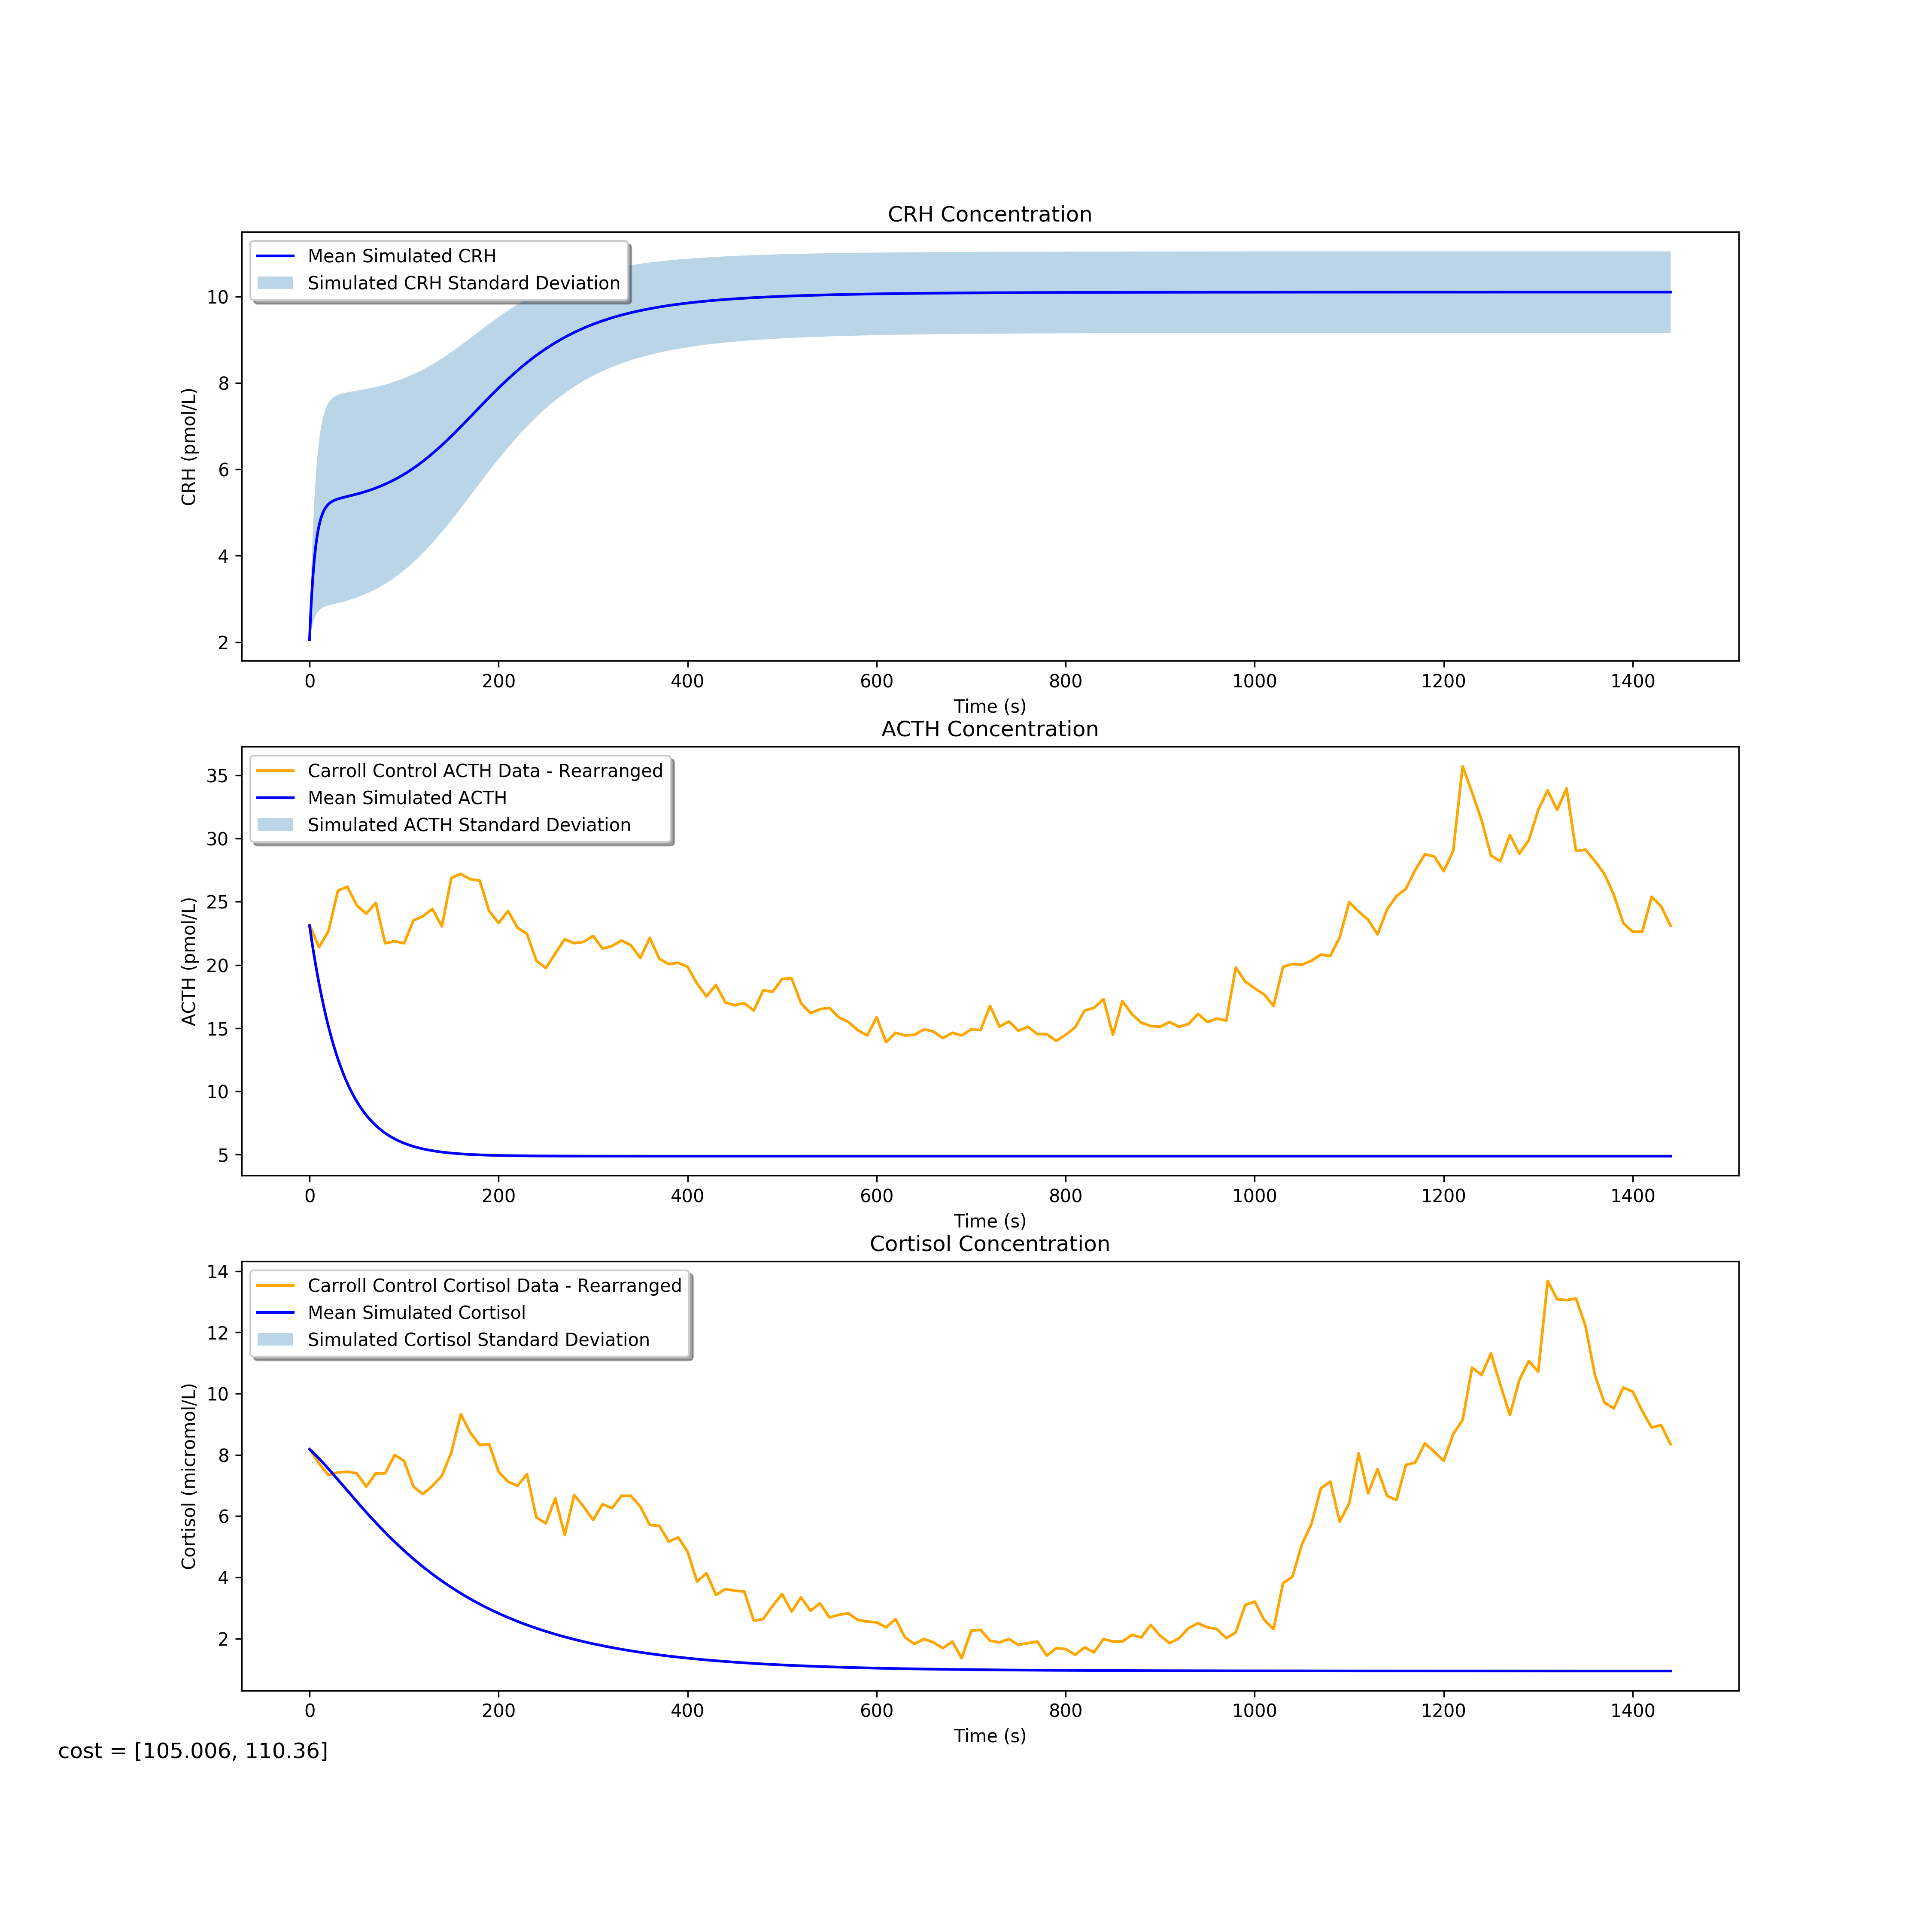 CRH Concentration
Mean Simulated CRH
Simulated CRH Standard Deviation
CRH (pmol/L)
10
8
6
4
2
0 200 400 600 800 1000 1200 1400
Time (s)
ACTH Concentration
Carroll Control ACTH Data - Rearranged
Mean Simulated ACTH
Simulated ACTH Standard Deviation
ACTH (pmol/L)
35
30
25
20
15
10
5
0 200 400 600 800 1000 1200 1400
Time (s)
Cortisol Concentration
Carroll Control Cortisol Data - Rearranged
Mean Simulated Cortisol
Simulated Cortisol Standard Deviation
Cortisol (micromol/L)
14
12
10
8
6
4
2
0 200 400 600 800 1000 1200 1400
Time (s)
cost = [105.006, 110.36]